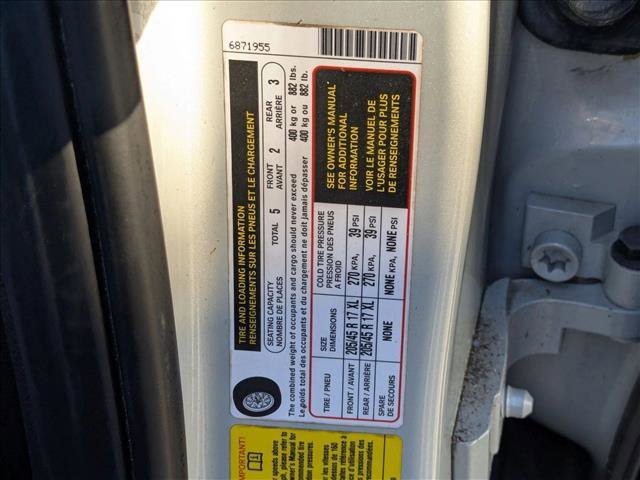 6871955
TIRE AND LOADING INFORMATION
RENSEIGNEMENTS SUR LES PNEUS ET LE CHARGEMENT
SEATING CAPACITY
NOMBRE DE PLACES
TOTAL 5
FRONT
AVANT 2
REAR
ARRIÈRE 3
The combined weight of occupants and cargo should never exceed 400 kg or 882 lbs.
Le poids total des occupants et du chargement ne doit jamais dépasser 400 kg ou 882 lb.
TIRE / PNEU
SIZE
DIMENSIONS
COLD TIRE PRESSURE
PRESSION DES PNEUS
A FROID
FRONT / AVANT 205/45 R 17 XL 270 KPA, 39 PSI
REAR / ARRIÈRE 205/45 R 17 XL 270 KPA, 39 PSI
SPARE
DE SECOURS
NONE
NONE KPA, NONE PSI
SEE OWNER'S MANUAL
FOR ADDITIONAL
INFORMATION
VOIR LE MANUEL DE
L'USAGER POUR PLUS
DE RENSEIGNEMENTS
IMPORTANT!